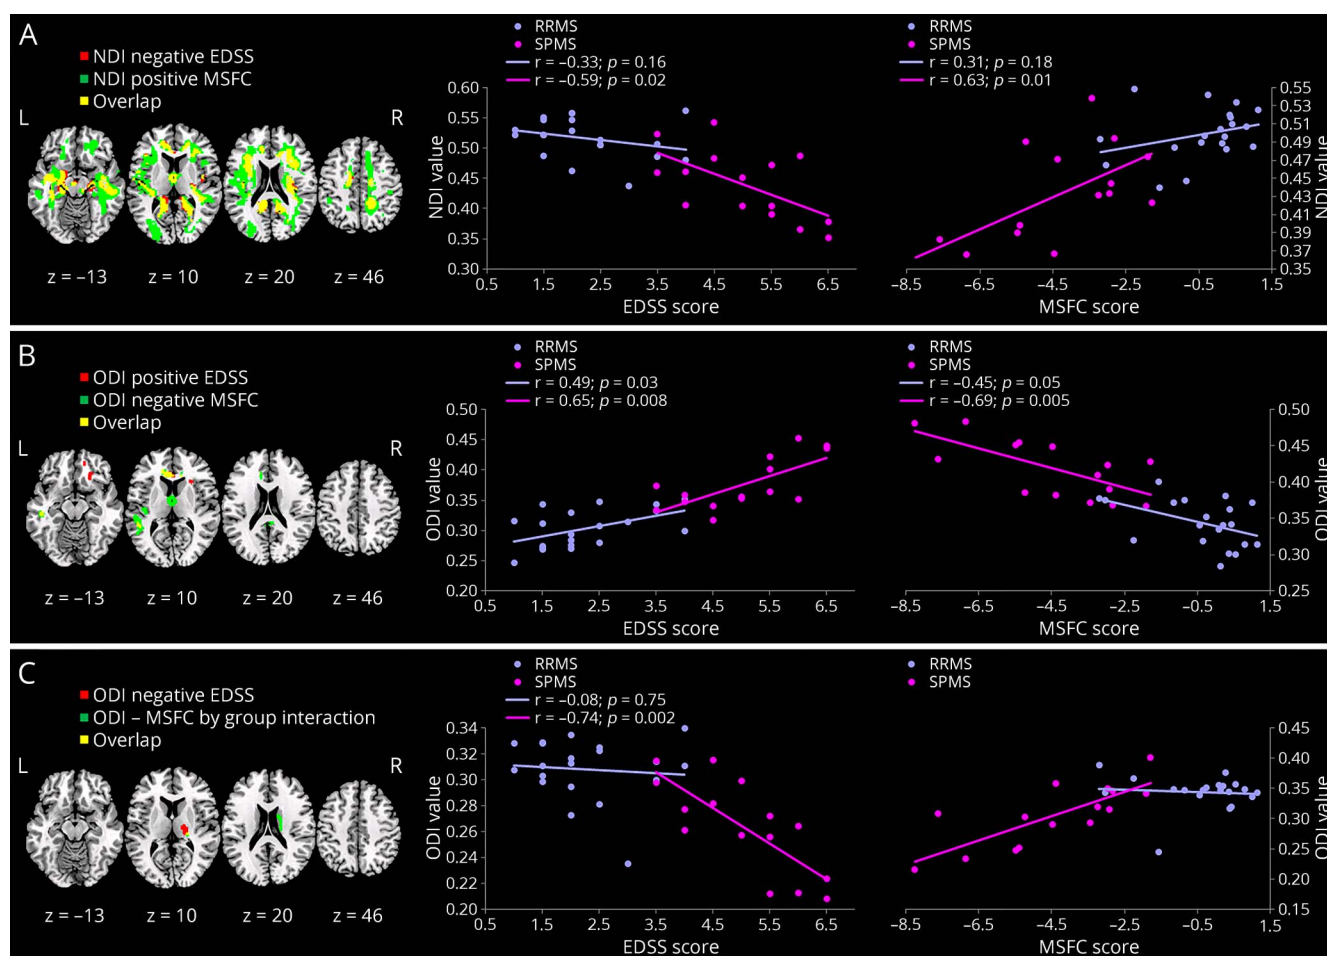 A
NDI negative EDSS
NDI positive MSFC
Overlap
L
R
z = –13
z = 10
z = 20
z = 46
RRMS
SPMS
r = –0.33; p = 0.16
r = –0.59; p = 0.02
0.60
0.55
0.50
0.45
0.40
0.35
0.30
NDI value
0.5
1.5
2.5
3.5
4.5
5.5
6.5
EDSS score
RRMS
SPMS
r = 0.31; p = 0.18
r = 0.63; p = 0.01
0.55
0.53
0.51
0.49
0.47
0.45
0.43
0.41
0.39
0.37
0.35
NDI value
–8.5
–6.5
–4.5
–2.5
–0.5
1.5
MSFC score
B
ODI positive EDSS
ODI negative MSFC
Overlap
L
R
z = –13
z = 10
z = 20
z = 46
RRMS
SPMS
r = 0.49; p = 0.03
r = 0.65; p = 0.008
0.50
0.45
0.40
0.35
0.30
0.25
0.20
ODI value
0.5
1.5
2.5
3.5
4.5
5.5
6.5
EDSS score
RRMS
SPMS
r = –0.45; p = 0.05
r = –0.69; p = 0.005
0.50
0.45
0.40
0.35
0.30
0.25
ODI value
–8.5
–6.5
–4.5
–2.5
–0.5
1.5
MSFC score
C
ODI negative EDSS
ODI – MSFC by group interaction
Overlap
L
R
z = –13
z = 10
z = 20
z = 46
RRMS
SPMS
r = –0.08; p = 0.75
r = –0.74; p = 0.002
0.34
0.32
0.30
0.28
0.26
0.24
0.22
0.20
ODI value
0.5
1.5
2.5
3.5
4.5
5.5
6.5
EDSS score
RRMS
SPMS
0.45
0.40
0.35
0.30
0.25
0.20
0.15
ODI value
–8.5
–6.5
–4.5
–2.5
–0.5
1.5
MSFC score